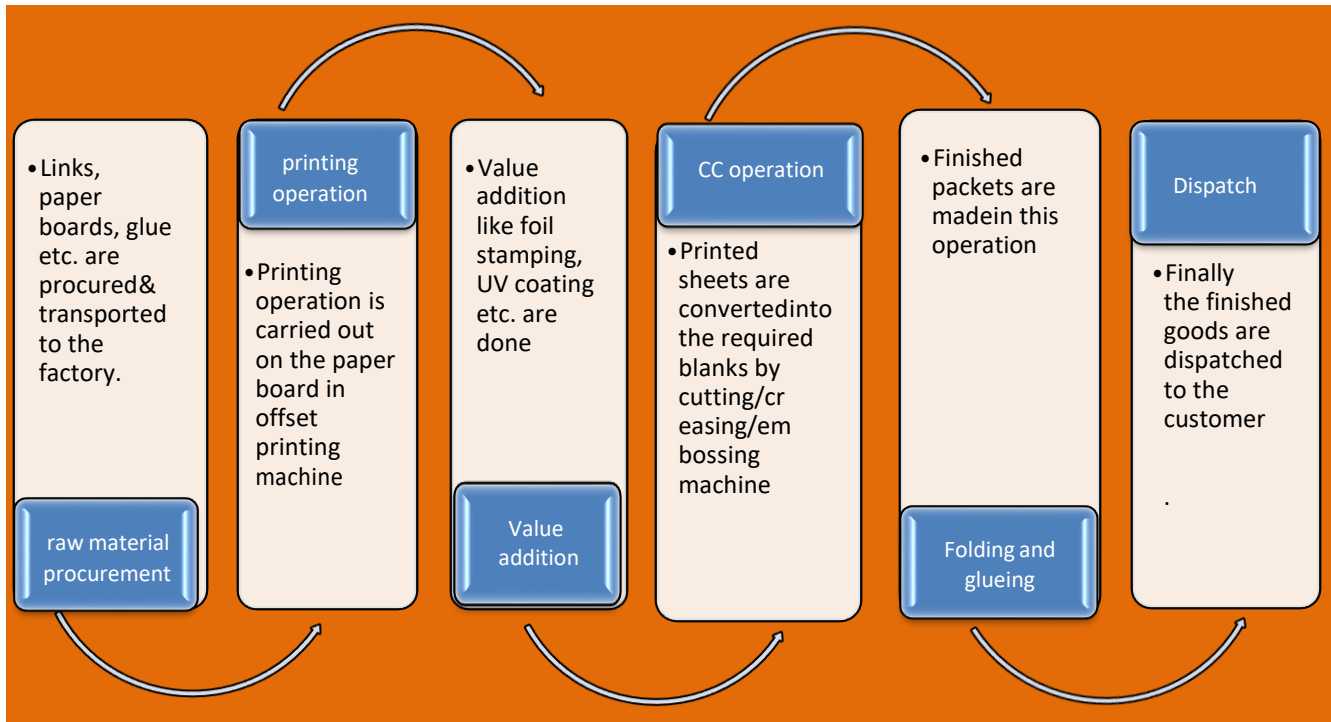 •Links,
paper
boards, glue
etc. are
procured&
transported
to the
factory.
raw material
procurement
printing
operation
•Printing
operation is
carried out
on the paper
board in
offset
printing
machine
•Value
addition
like foil
stamping,
UV coating
etc. are
done
Value
addition
CC operation
•Printed
sheets are
convertedinto
the required
blanks by
cutting/cr
easing/em
bossing
machine
•Finished
packets are
madein this
operation
Folding and
glueing
Dispatch
•Finally
the finished
goods are
dispatched
to the
customer
.